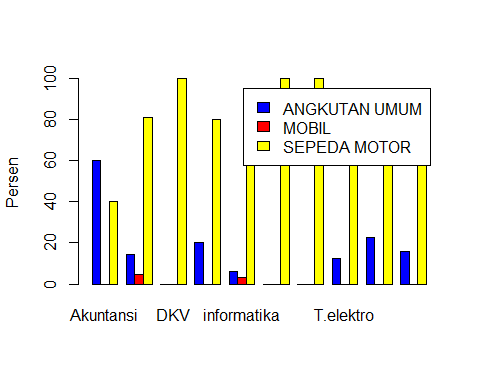 100
80
60
40
20
0
Persen
ANGKUTAN UMUM
MOBIL
SEPEDA MOTOR
Akuntansi DKV informatika T.elektro